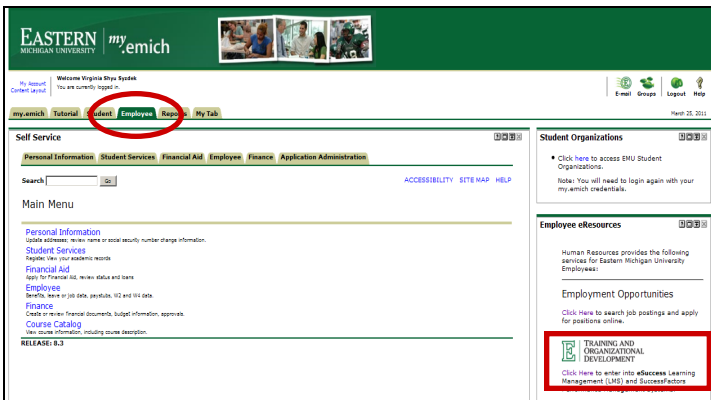 EASTERN
MICHIGAN UNIVERSITY
my.emich
My Account
Content Layout
Welcome Virginia Shyu Syzdek
You are currently logged in.
E-mail Groups Logout Help
my.emich Tutorial Student Employee Reports My Tab
March 25, 2011
Self Service
Personal Information Student Services Financial Aid Employee Finance Application Administration
Search Go
ACCESSIBILITY SITE MAP HELP
Main Menu
Personal Information
Update addresses; review name or social security number change information.
Student Services
Register, View your academic records
Financial Aid
Apply for Financial Aid, review status and loans
Employee
Benefits, leave or job data, paystubs, W2 and W4 data.
Finance
Create or review financial documents, budget information, approvals.
Course Catalog
View course information, including course description.
RELEASE: 8.3
Student Organizations
Click here to access EMU Student
Organizations.
Note: You will need to login again with your
my.emich credentials.
Employee eResources
Human Resources provides the following
services for Eastern Michigan University
Employees:
Employment Opportunities
Click Here to search job postings and apply
for positions online.
E
TRAINING AND
ORGANIZATIONAL
DEVELOPMENT
Click Here to enter into eSuccess Learning
Management (LMS) and SuccessFactors